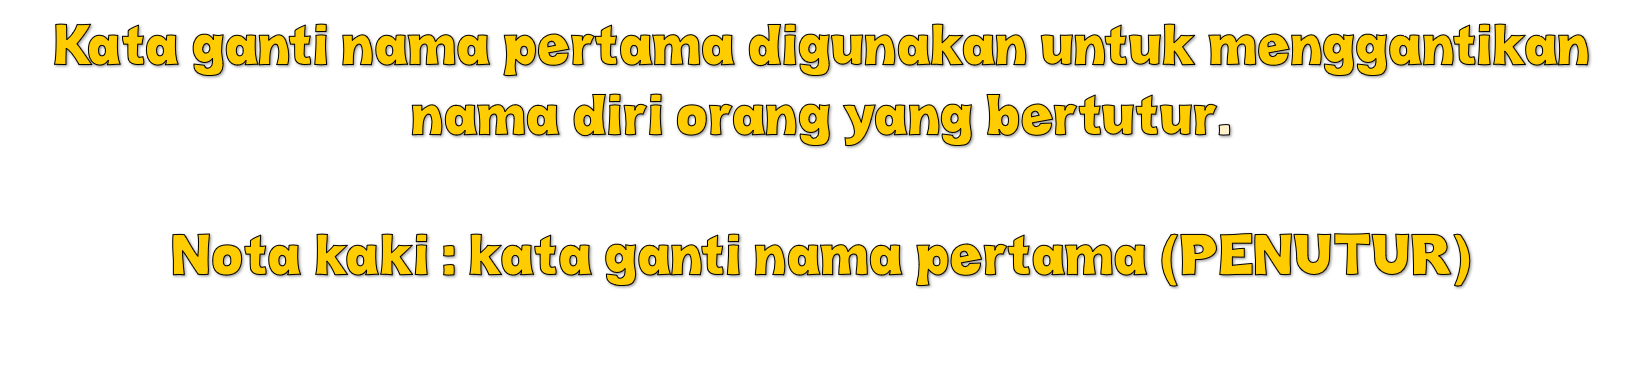 Kata ganti nama pertama digunakan untuk menggantikan
nama diri orang yang bertutur.
Nota kaki : kata ganti nama pertama (PENUTUR)